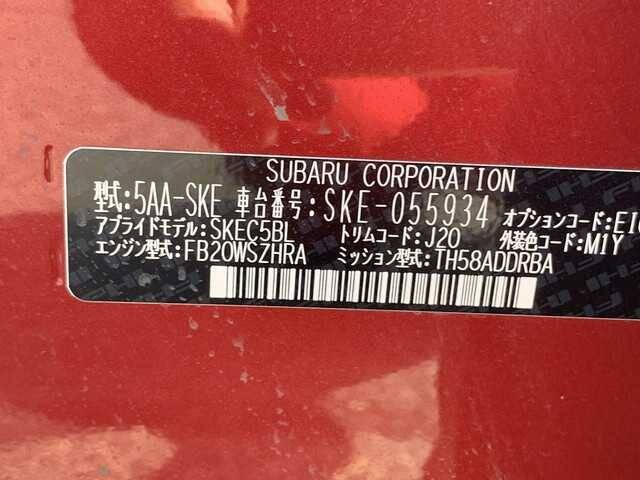 SUBARU CORPORATION
型式:5AA-SKE 車台番号:SKE-055934 オプションコード:E1
アプライドモデル:SKEC5BL トリムコード:J20 外装色コード:M1Y
エンジン型式:FB20WSZHRA ミッション型式:TH58ADDRBA